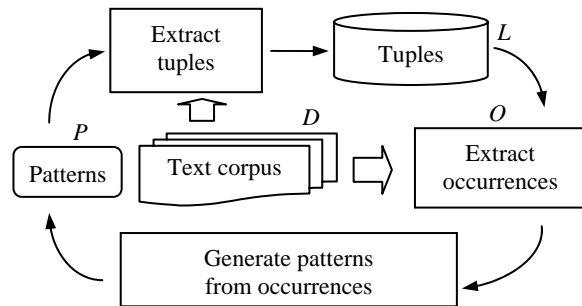 Extract
tuples
Tuples
L
P
D
O
Patterns
Text corpus
Extract
occurrences
Generate patterns
from occurrences